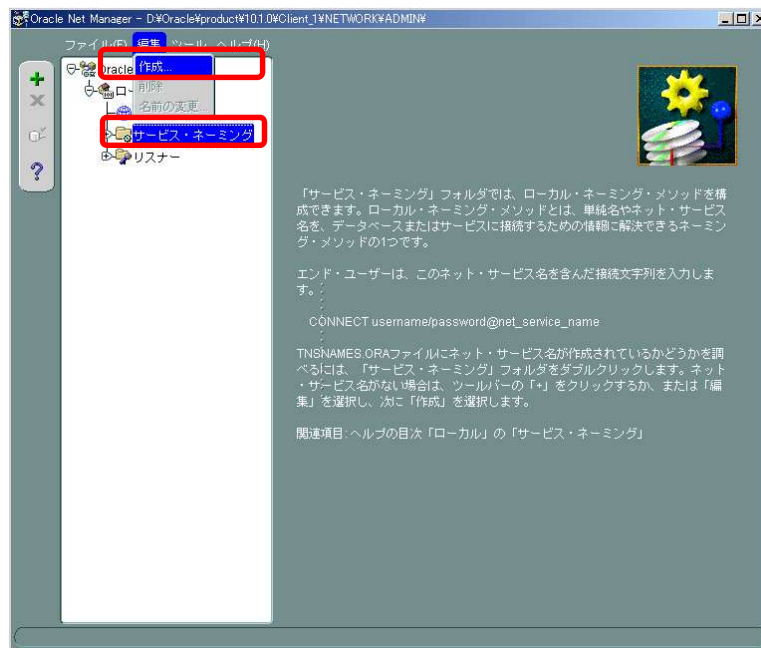 Oracle Net Manager - D:¥Oracle¥product¥10.1.0¥Client_1¥NETWORK¥ADMIN¥
ファイル(F) 編集 ツール ヘルプ(H)
作成...
削除
名前の変更...
Oracle
ロー
サービス・ネーミング
リスナー
「サービス・ネーミング」フォルダでは、ローカル・ネーミング・メソッドを構
成できます。ローカル・ネーミング・メソッドとは、単純名やネット・サービス
名を、データベースまたはサービスに接続するための情報に解決できるネーミン
グ・メソッドの1つです。
エンド・ユーザーは、このネット・サービス名を含んだ接続文字列を入力しま
す。
CONNECT username/password@net_service_name
TNSNAMES.ORAファイルにネット・サービス名が作成されているかどうかを調
べるには、「サービス・ネーミング」フォルダをダブルクリックします。ネット
・サービス名がない場合は、ツールバーの「+」をクリックするか、または「編
集」を選択し、次に「作成」を選択します。
関連項目:ヘルプの目次「ローカル」の「サービス・ネーミング」